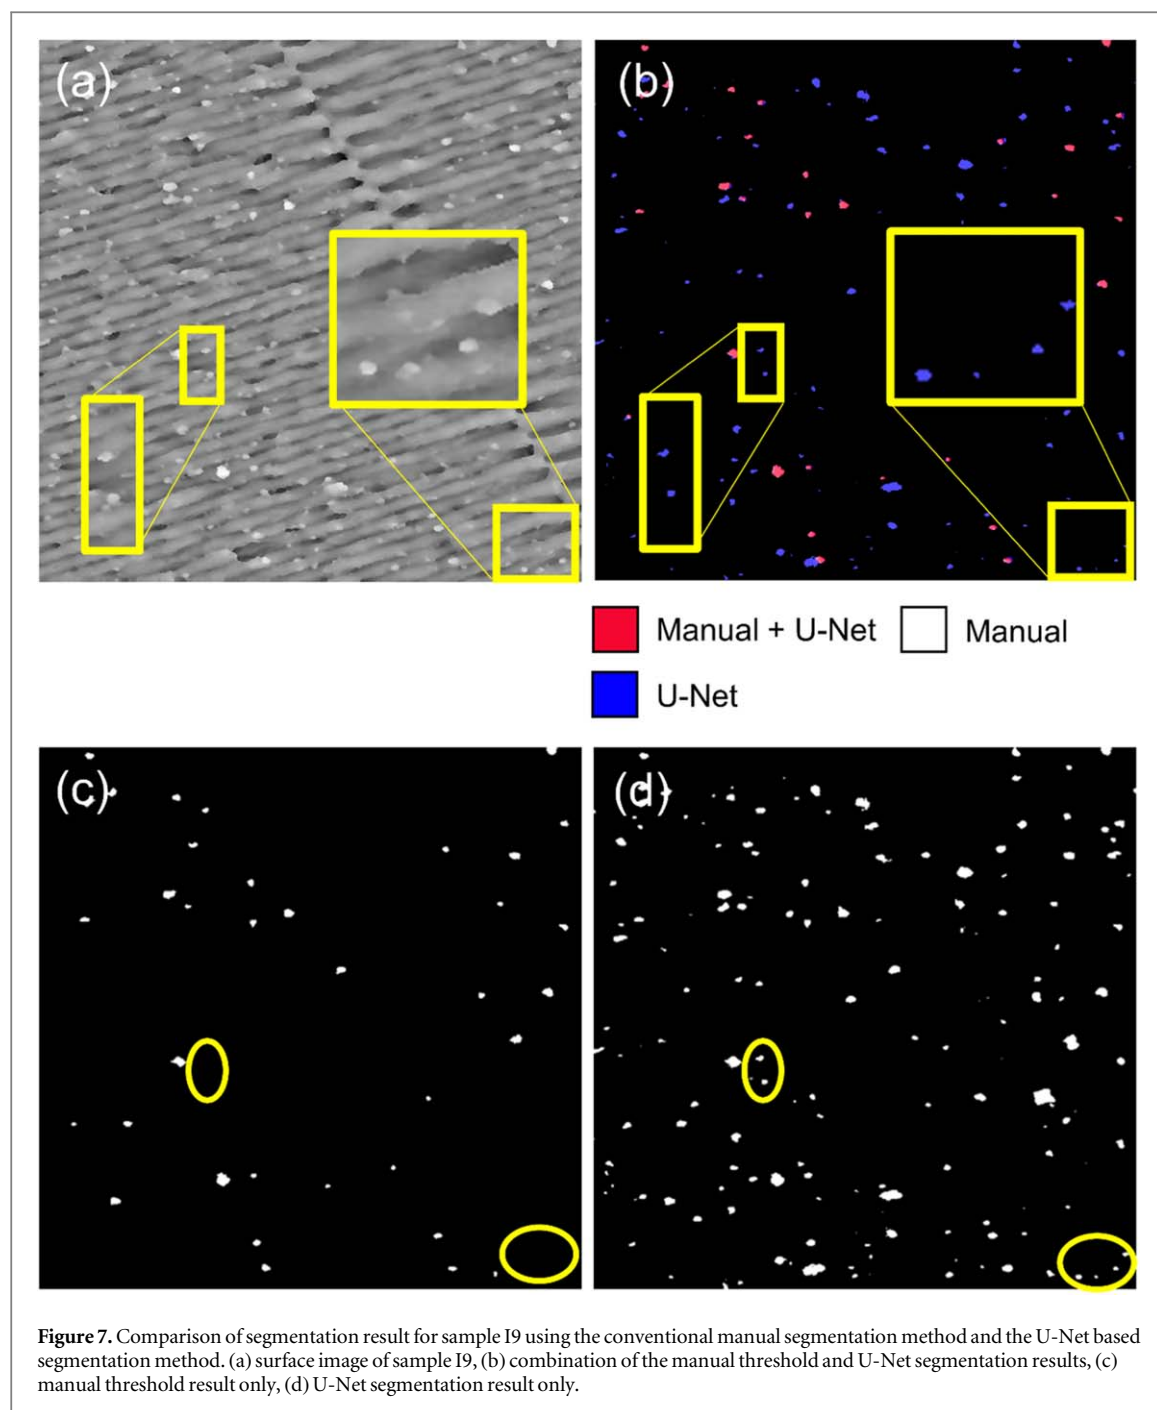 (a)
(b)
Manual + U-Net
Manual
U-Net
(c)
(d)
Figure 7. Comparison of segmentation result for sample I9 using the conventional manual segmentation method and the U-Net based
segmentation method. (a) surface image of sample I9, (b) combination of the manual threshold and U-Net segmentation results, (c)
manual threshold result only, (d) U-Net segmentation result only.